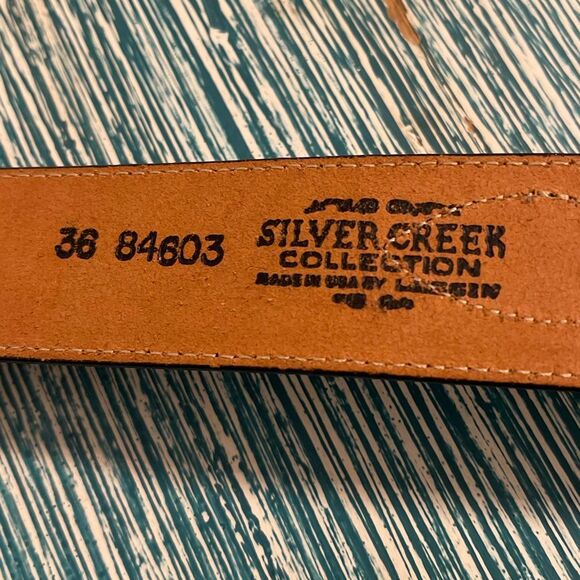 36 84603
SILVER CREEK
COLLECTION
MADE IN USA BY